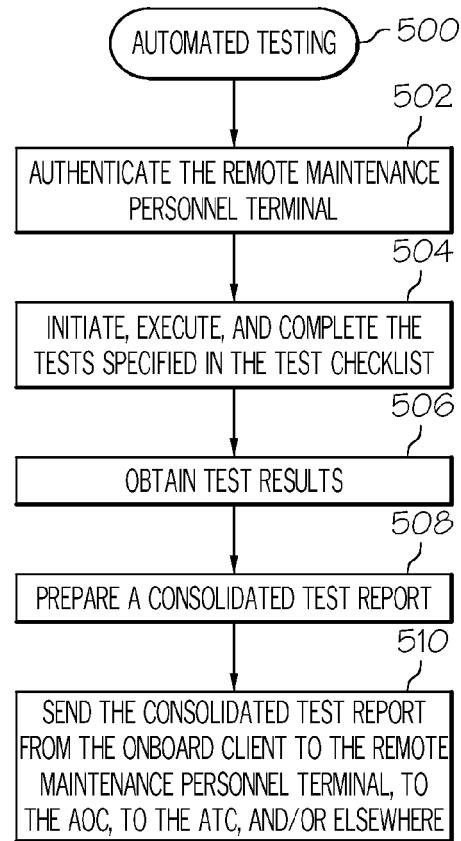 AUTOMATED TESTING
500
502
AUTHENTICATE THE REMOTE MAINTENANCE
PERSONNEL TERMINAL
504
INITIATE, EXECUTE, AND COMPLETE THE
TESTS SPECIFIED IN THE TEST CHECKLIST
506
OBTAIN TEST RESULTS
508
PREPARE A CONSOLIDATED TEST REPORT
510
SEND THE CONSOLIDATED TEST REPORT
FROM THE ONBOARD CLIENT TO THE REMOTE
MAINTENANCE PERSONNEL TERMINAL, TO
THE AOC, TO THE ATC, AND/OR ELSEWHERE